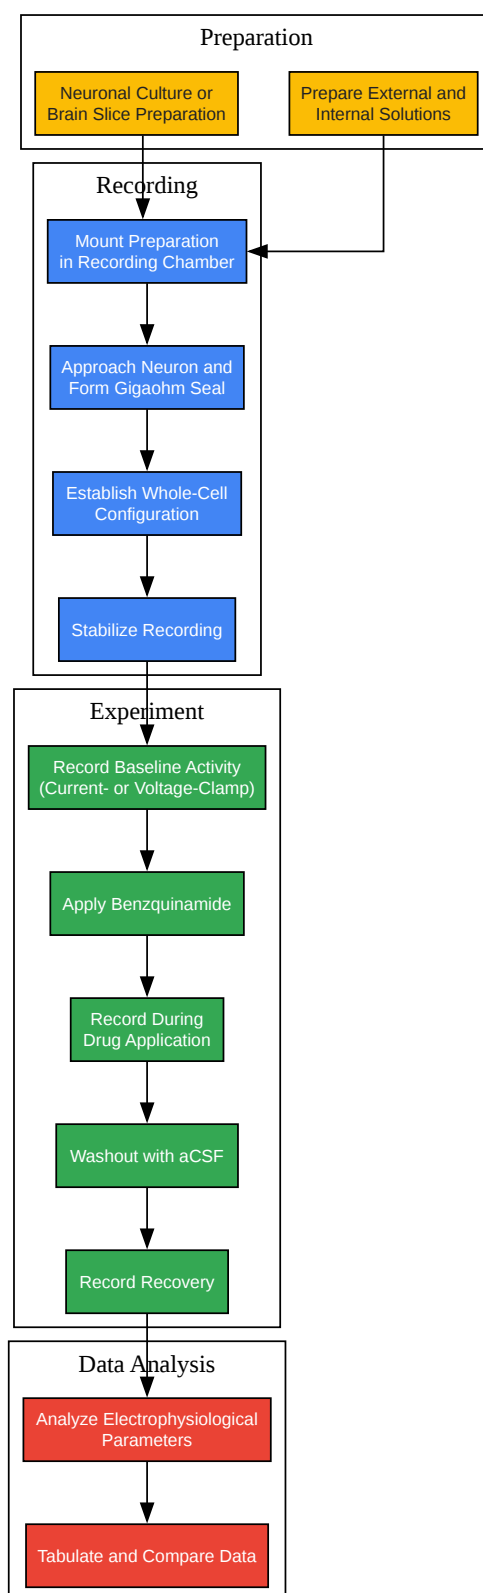 Preparation
Neuronal Culture or
Brain Slice Preparation
Prepare External and
Internal Solutions
Recording
Mount Preparation
in Recording Chamber
Approach Neuron and
Form Gigaohm Seal
Establish Whole-Cell
Configuration
Stabilize Recording
Experiment
Record Baseline Activity
(Current- or Voltage-Clamp)
Apply Benzquinamide
Record During
Drug Application
Washout with aCSF
Record Recovery
Data Analysis
Analyze Electrophysiological
Parameters
Tabulate and Compare Data